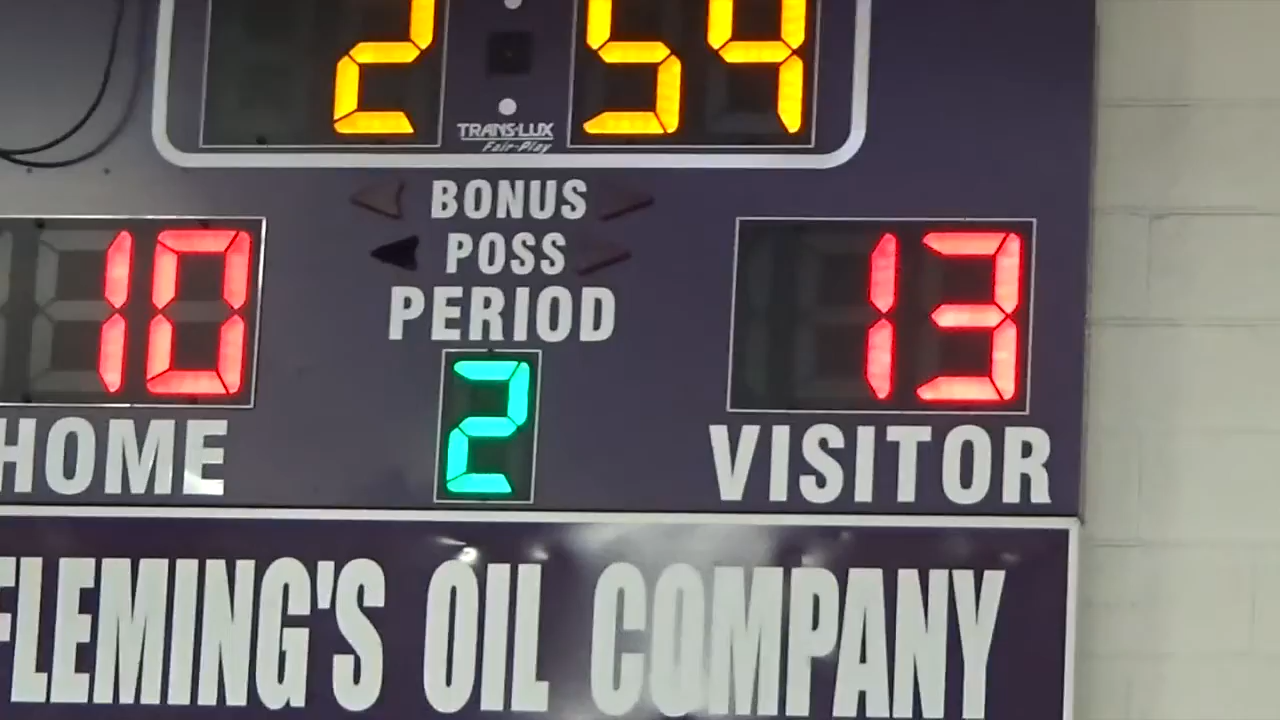 2 54
TRANS-LUX
Fair-Play
BONUS
POSS
PERIOD
10 2 13
HOME VISITOR
FLEMING'S OIL COMPANY